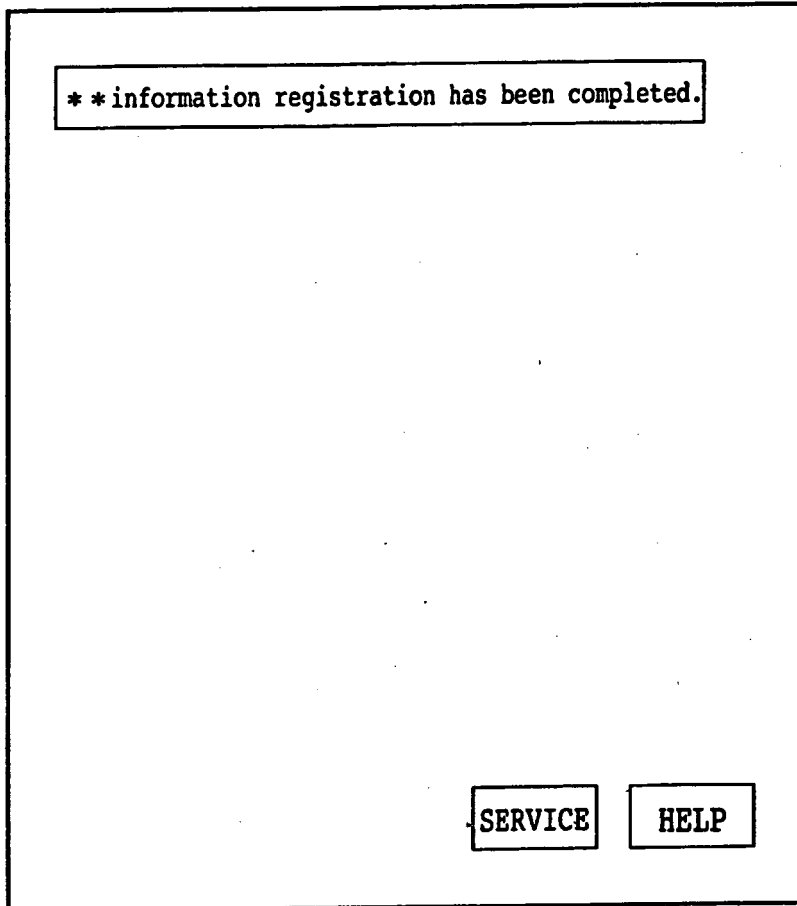 **information registration has been completed.
SERVICE
HELP